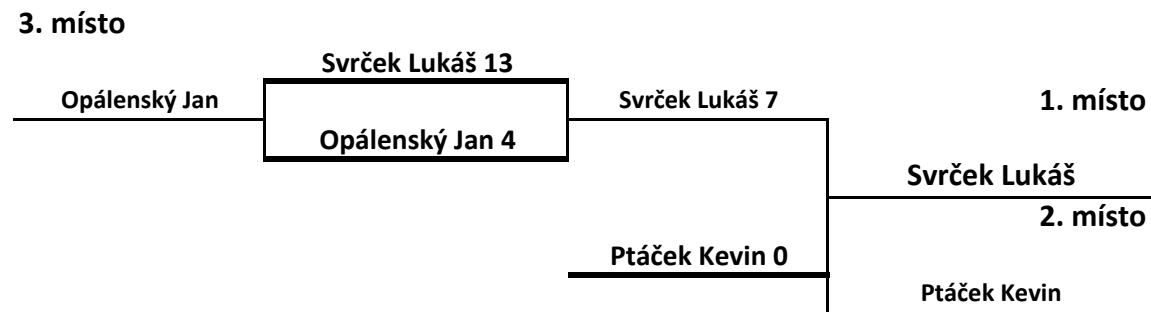 3. místo
Svrček Lukáš 13
Opálenský Jan
Svrček Lukáš 7
1. místo
Opálenský Jan 4
Svrček Lukáš
2. místo
Ptáček Kevin 0
Ptáček Kevin